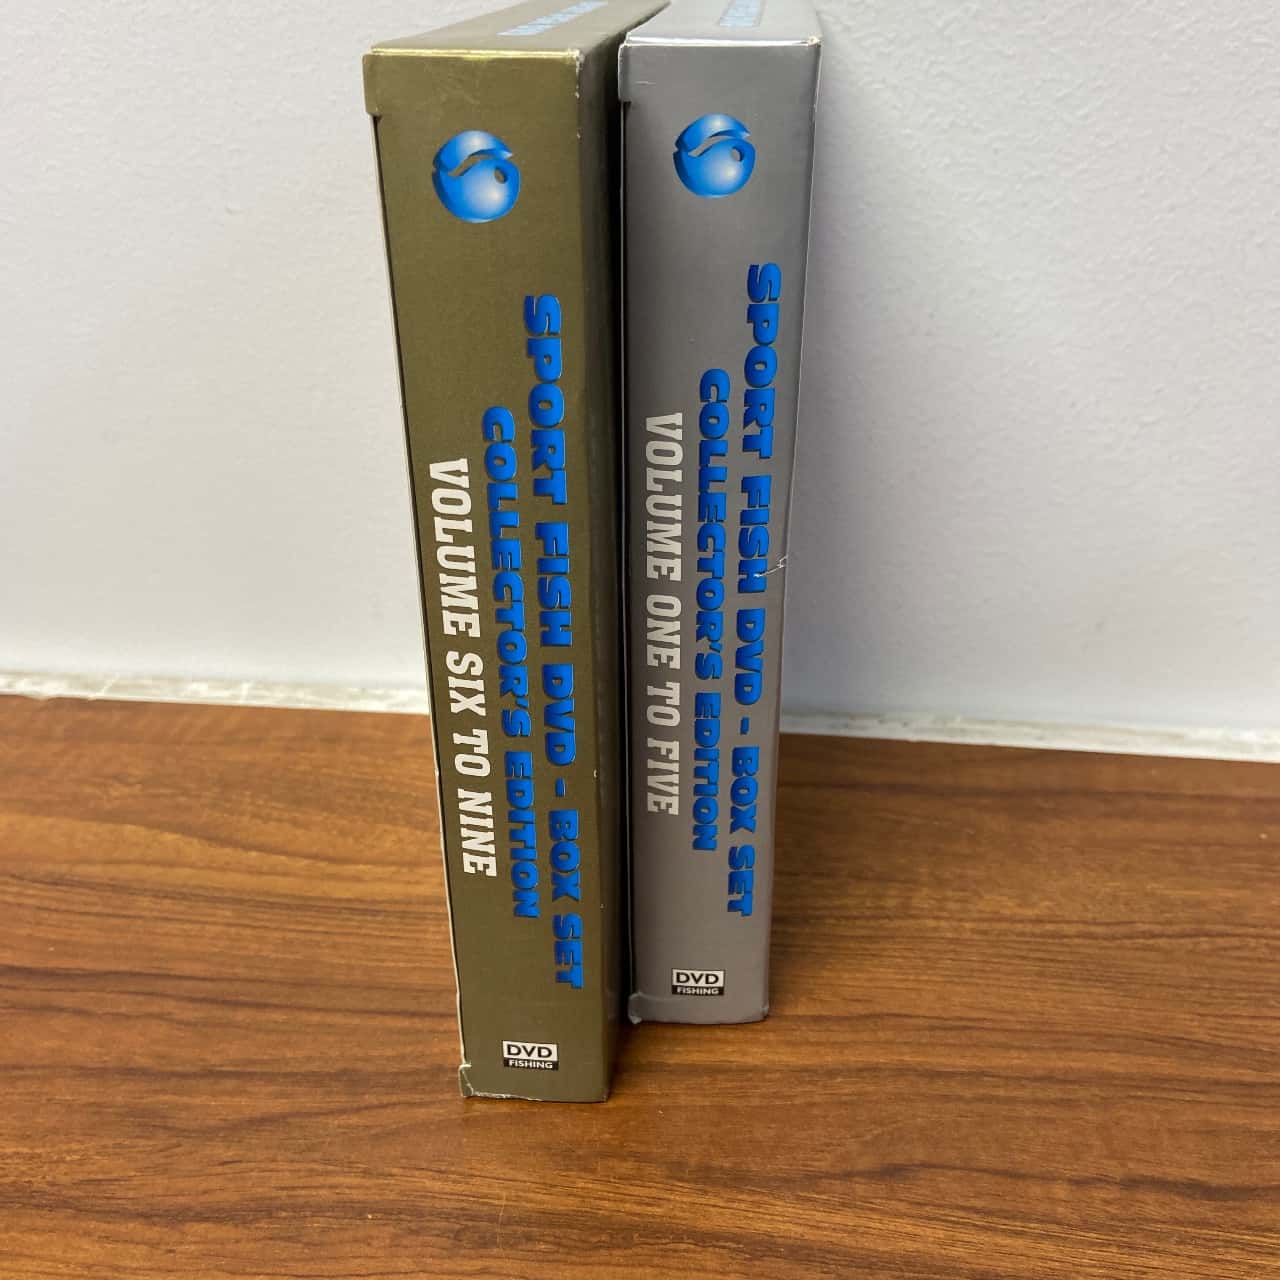 SPORT FISH DVD - BOX SET
COLLECTOR'S EDITION
VOLUME SIX TO NINE
DVD
FISHING
SPORT FISH DVD - BOX SET
COLLECTOR'S EDITION
VOLUME ONE TO FIVE
DVD
FISHING